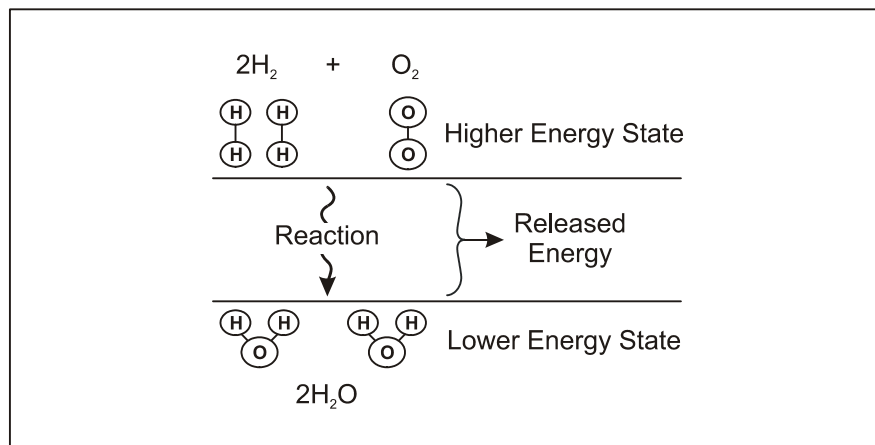 2H₂ + O₂
H H O
H H O
Higher Energy State
Reaction
Released
Energy
H H H H
O O
Lower Energy State
2H₂O